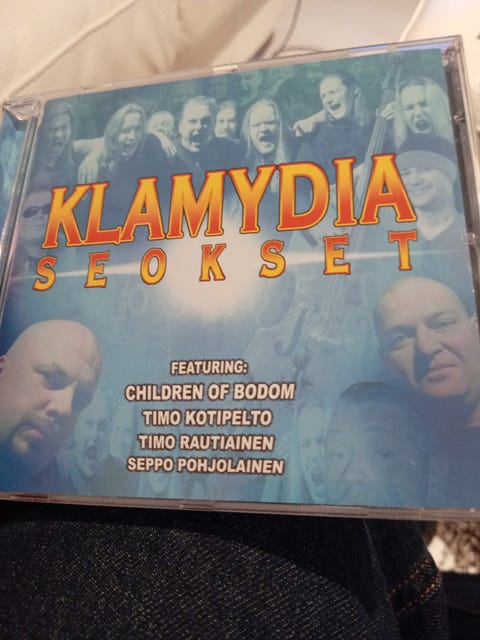 KLAMYDIA
SEOKSET
FEATURING:
CHILDREN OF BODOM
TIMO KOTIPELTO
TIMO RAUTIAINEN
SEPPO POHJOLAINEN